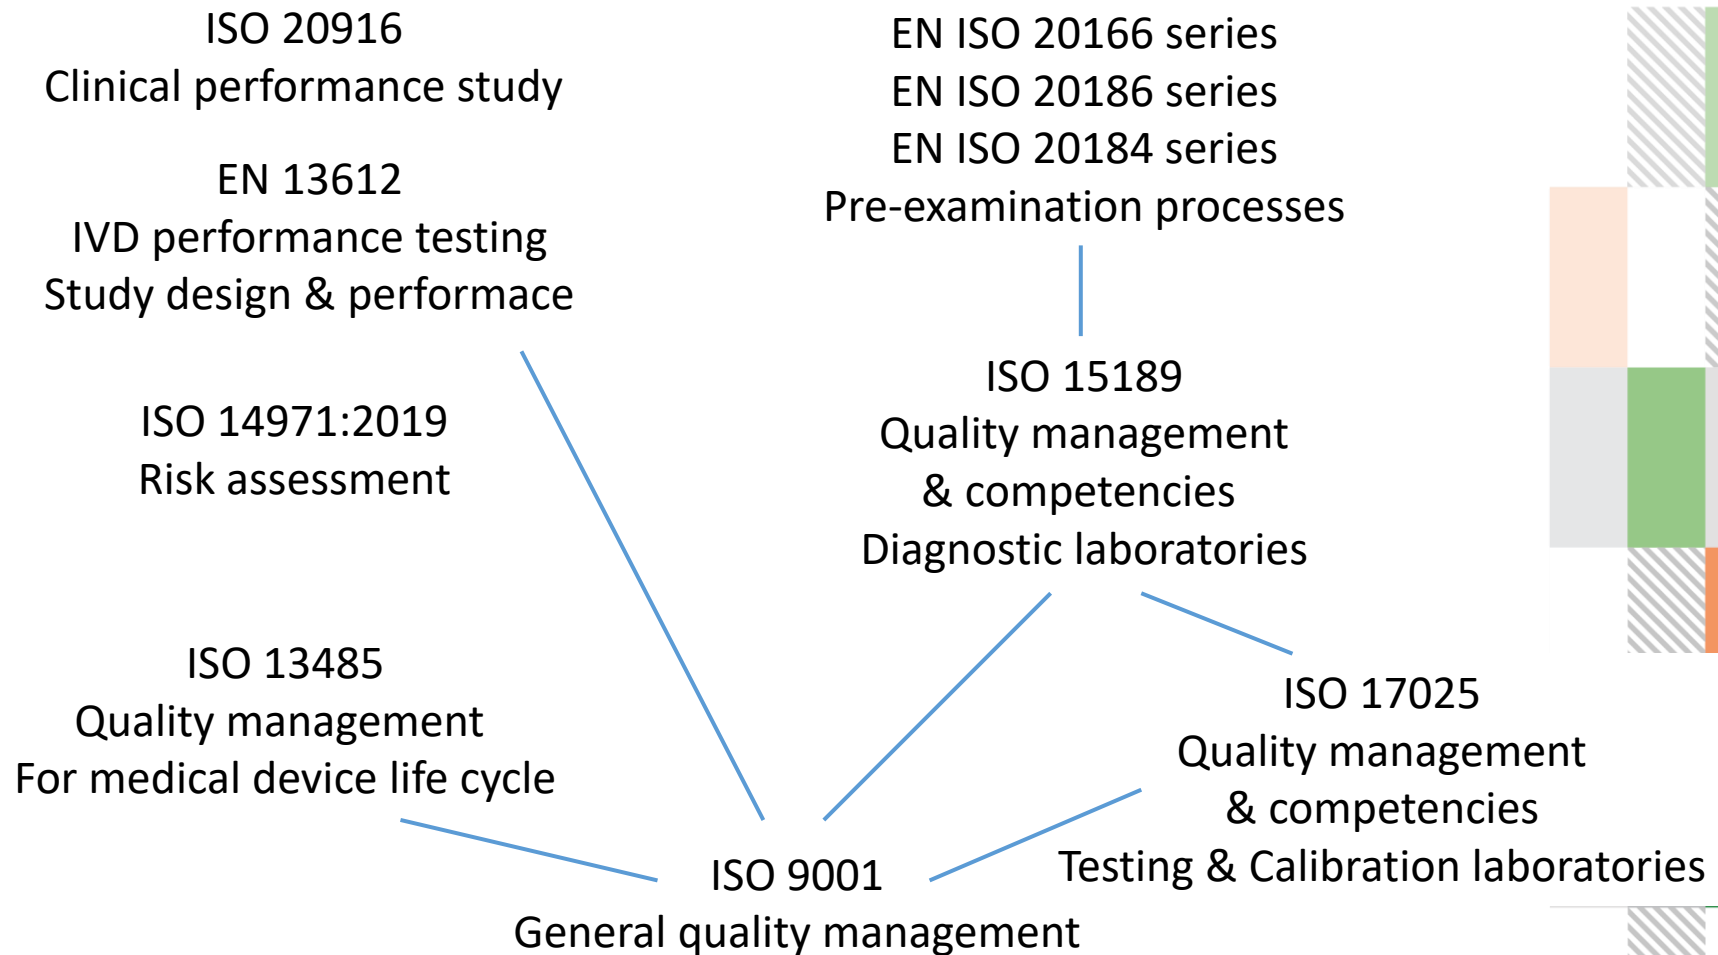 ISO 20916
Clinical performance study
EN 13612
IVD performance testing
Study design & performace
ISO 14971:2019
Risk assessment
ISO 13485
Quality management
For medical device life cycle
EN ISO 20166 series
EN ISO 20186 series
EN ISO 20184 series
Pre-examination processes
ISO 15189
Quality management
& competencies
Diagnostic laboratories
ISO 17025
Quality management
& competencies
Testing & Calibration laboratories
ISO 9001
General quality management